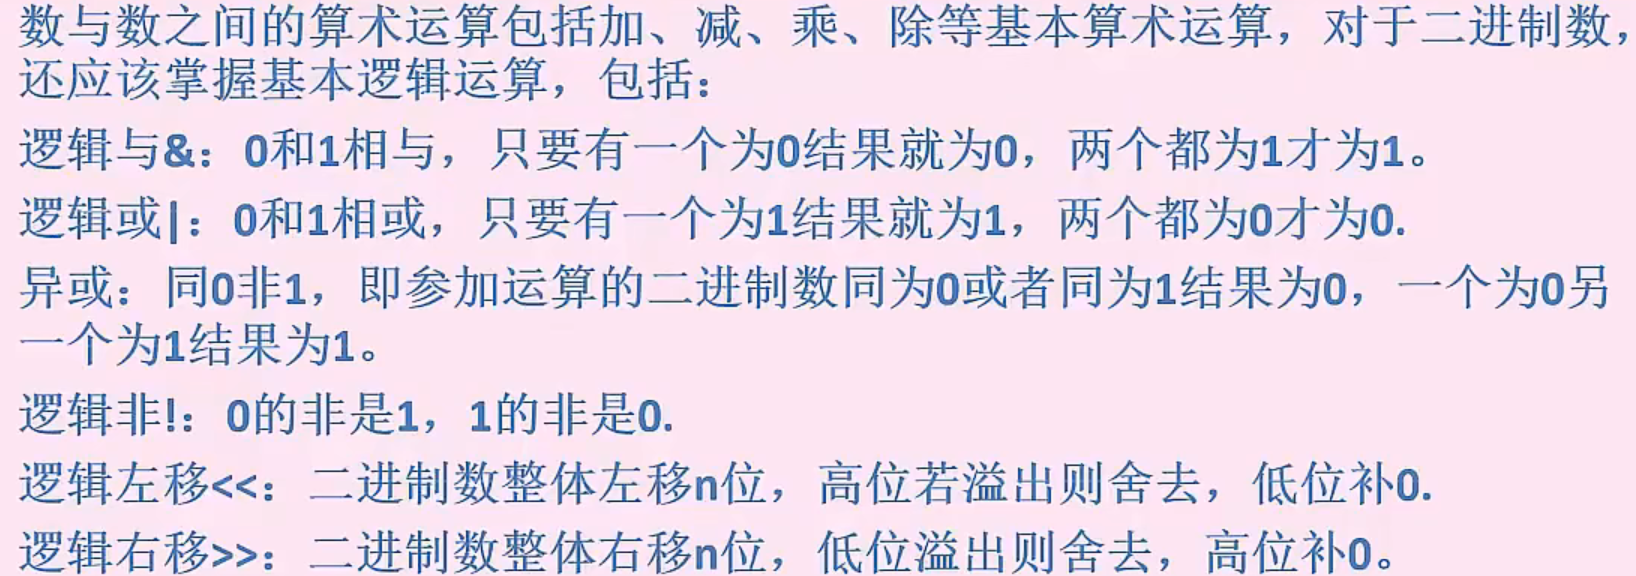 数与数之间的算术运算包括加、减、乘、除等基本算术运算，对于二进制数，
还应该掌握基本逻辑运算，包括：
逻辑与&：0和1相与，只要有一个为0结果就为0，两个都为1才为1。
逻辑或|：0和1相或，只要有一个为1结果就为1，两个都为0才为0.
异或：同0非1，即参加运算的二进制数同为0或者同为1结果为0，一个为0另
一个为1结果为1。
逻辑非!：0的非是1，1的非是0.
逻辑左移<<：二进制数整体左移n位，高位若溢出则舍去，低位补0.
逻辑右移>>：二进制数整体右移n位，低位溢出则舍去，高位补0。